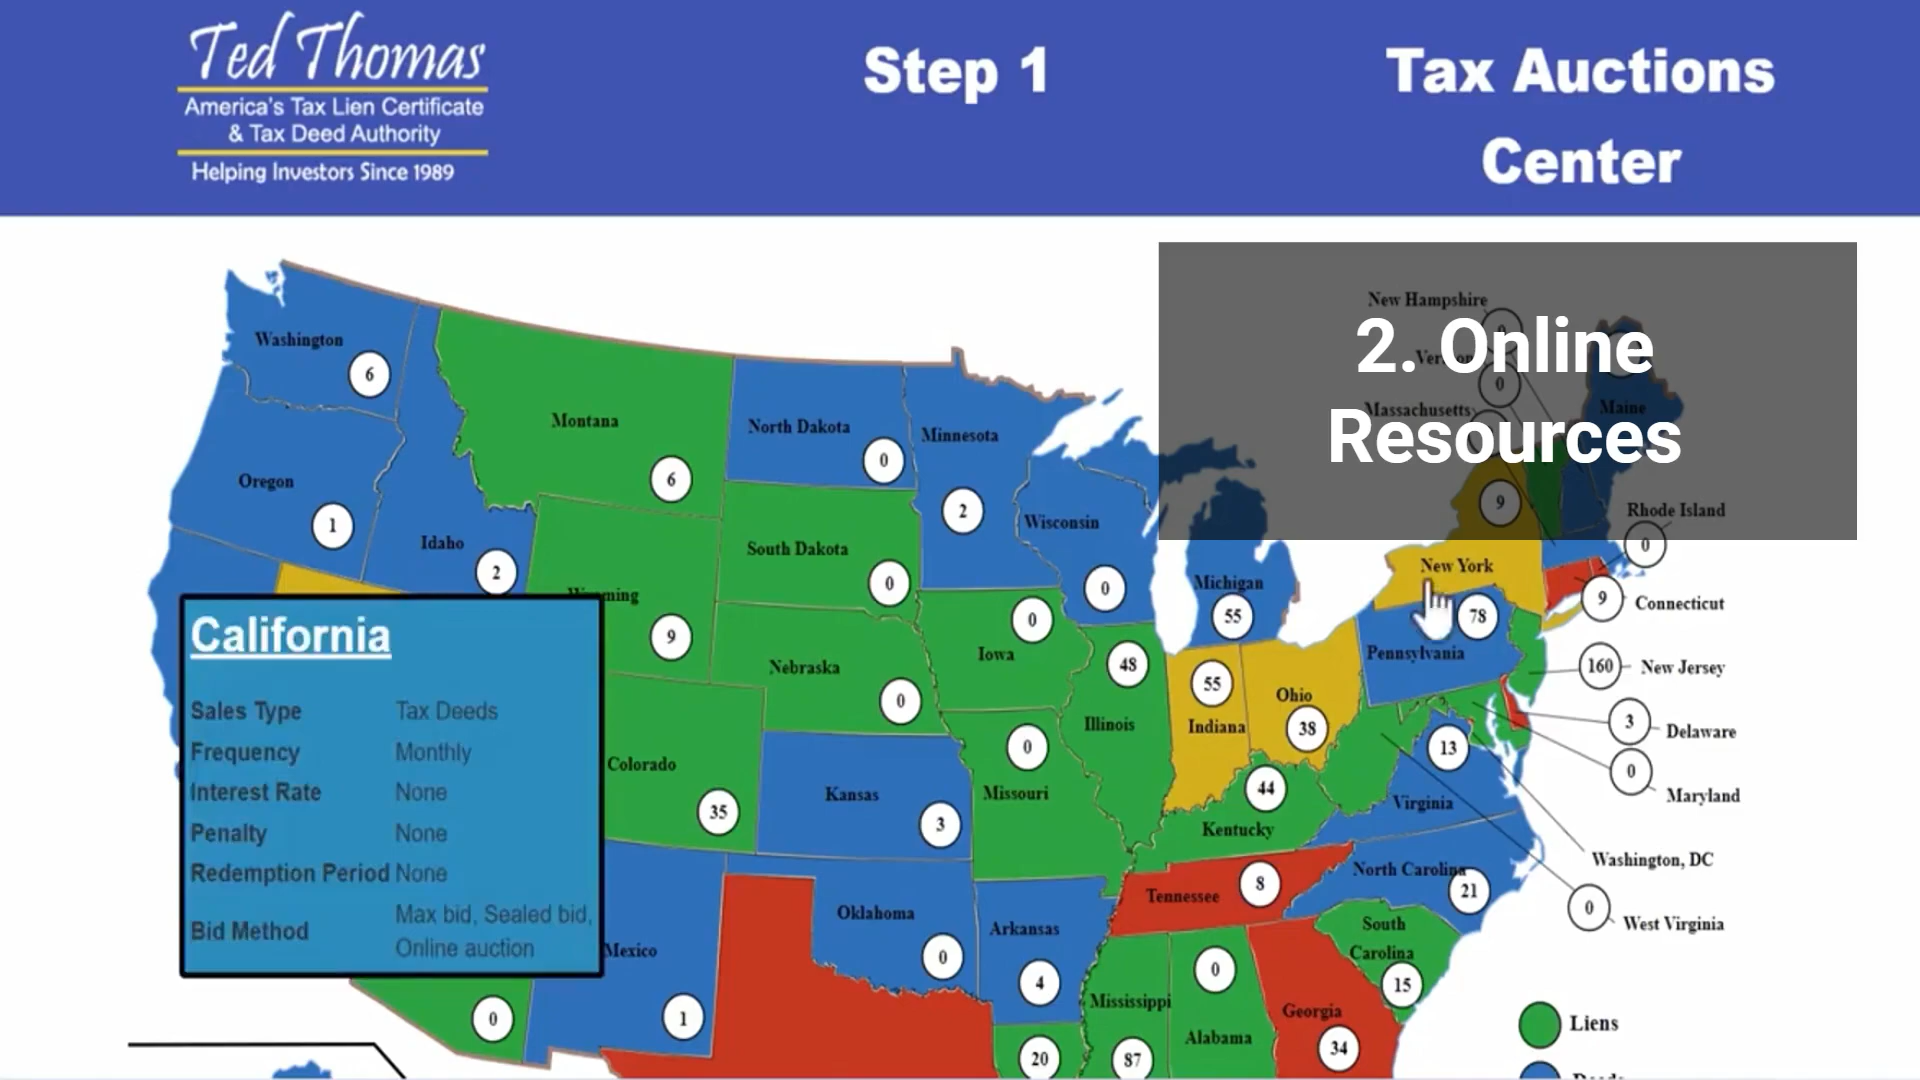 Ted Thomas
America's Tax Lien Certificate
& Tax Deed Authority
Helping Investors Since 1989
Step 1
Tax Auctions
Center
2. Online
Resources
New Hampshire
0
Massachusetts
Maine
Washington
6
Montana
6
North Dakota
0
Minnesota
2
Oregon
1
Idaho
2
South Dakota
0
Wisconsin
0
9
New York
Rhode Island
0
Connecticut
9
Michigan
55
78
Pennsylvania
160
New Jersey
3
Delaware
0
Maryland
9
Nebraska
0
Iowa
0
48
Illinois
55
Indiana
Ohio
38
13
Virginia
Washington, DC
0
West Virginia
California
Sales Type Tax Deeds
Frequency Monthly
Interest Rate None
Penalty None
Redemption Period None
Bid Method Max bid, Sealed bid,
Online auction
Colorado
35
Kansas
3
0
Missouri
44
Kentucky
Tennessee
8
North Carolina
21
Mexico
1
0
Oklahoma
0
Arkansas
4
South
Carolina
15
Mississippi
87
0
Alabama
Georgia
34
20
Liens